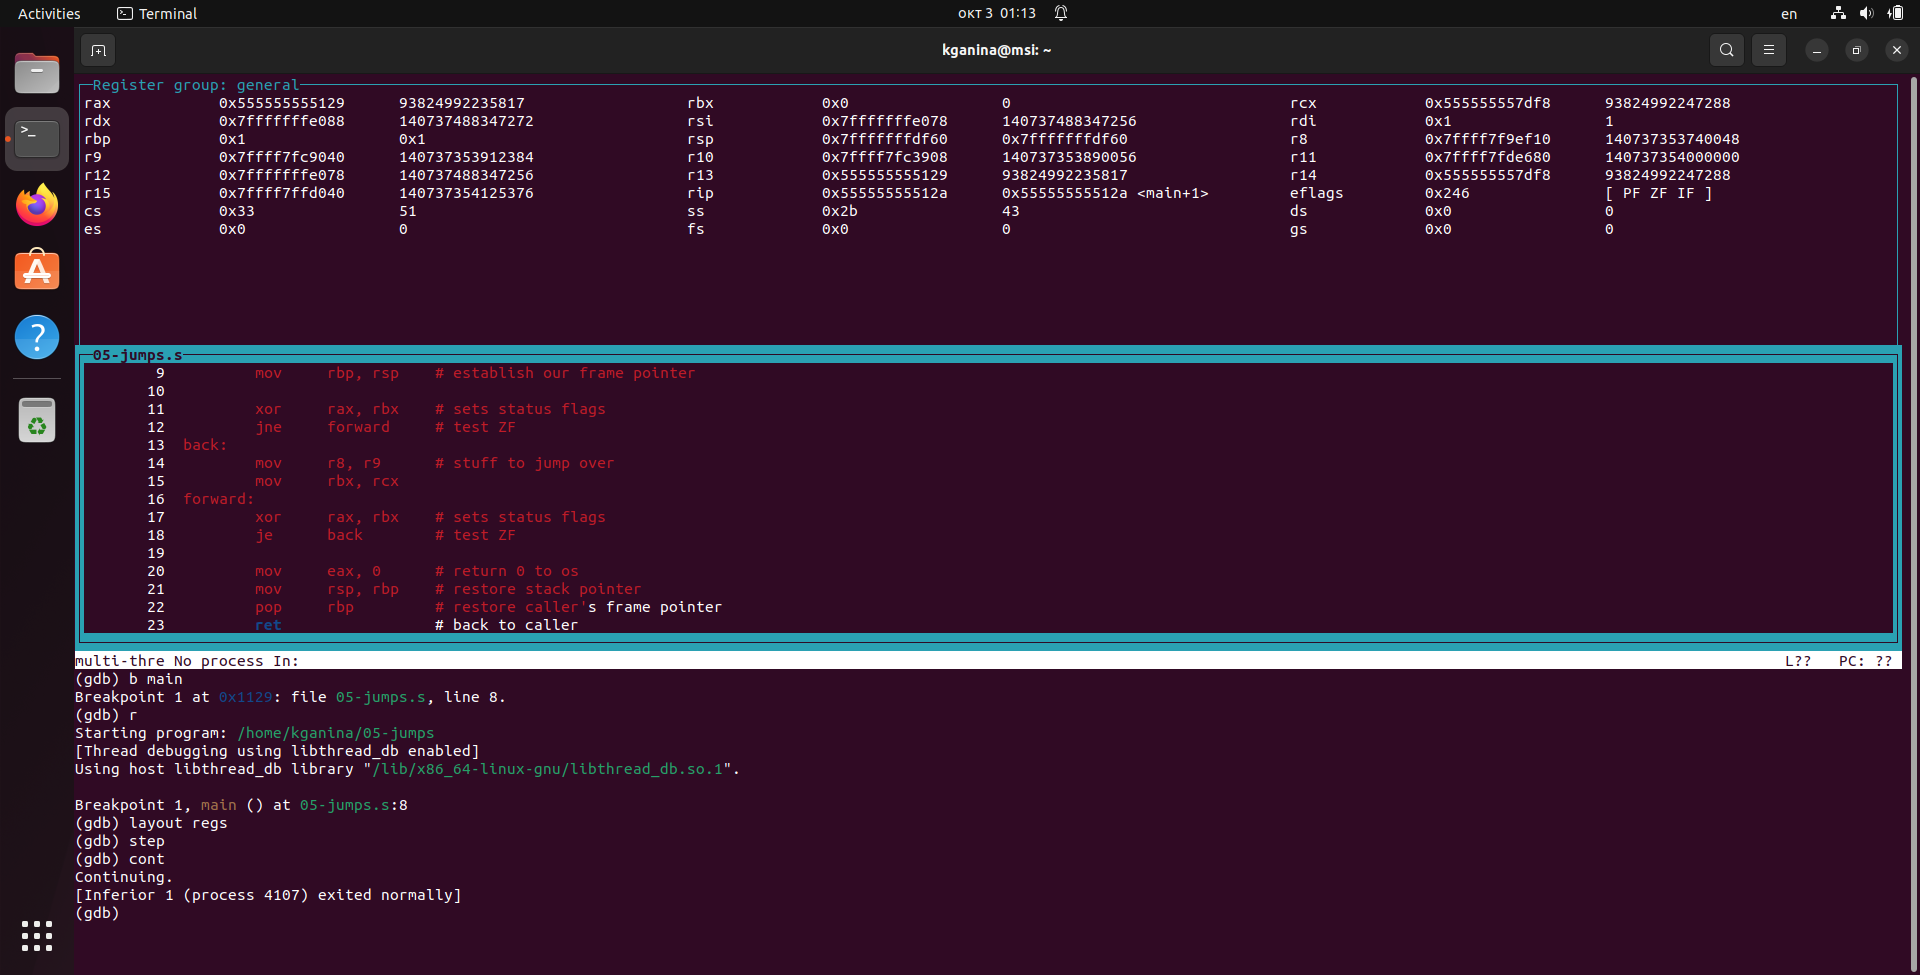 Activities Terminal окт 3 01:13 en
kganina@msi: ~
Register group: general
rax 0x555555555129 93824992235817 rbx 0x0 0 rcx 0x555555557df8 93824992247288
rdx 0x7fffffffe088 140737488347272 rsi 0x7fffffffe078 140737488347256 rdi 0x1 1
rbp 0x1 0x1 rsp 0x7fffffffdf60 0x7fffffffdf60 r8 0x7ffff7f9ef10 140737353740048
r9 0x7ffff7fc9040 140737353912384 r10 0x7ffff7fc3908 140737353890056 r11 0x7ffff7fde680 140737354000000
r12 0x7fffffffe078 140737488347256 r13 0x555555555129 93824992235817 r14 0x555555557df8 93824992247288
r15 0x7ffff7ffd040 140737354125376 rip 0x55555555512a 0x55555555512a <main+1> eflags 0x246 [ PF ZF IF ]
cs 0x33 51 ss 0x2b 43 ds 0x0 0
es 0x0 0 fs 0x0 0 gs 0x0 0
05-jumps.s
9 mov rbp, rsp # establish our frame pointer
10
11 xor rax, rbx # sets status flags
12 jne forward # test ZF
13 back:
14 mov r8, r9 # stuff to jump over
15 mov rbx, rcx
16 forward:
17 xor rax, rbx # sets status flags
18 je back # test ZF
19
20 mov eax, 0 # return 0 to os
21 mov rsp, rbp # restore stack pointer
22 pop rbp # restore caller's frame pointer
23 ret # back to caller
multi-thre No process In: L?? PC: ??
(gdb) b main
Breakpoint 1 at 0x1129: file 05-jumps.s, line 8.
(gdb) r
Starting program: /home/kganina/05-jumps
[Thread debugging using libthread_db enabled]
Using host libthread_db library "/lib/x86_64-linux-gnu/libthread_db.so.1".
Breakpoint 1, main () at 05-jumps.s:8
(gdb) layout regs
(gdb) step
(gdb) cont
Continuing.
[Inferior 1 (process 4107) exited normally]
(gdb)